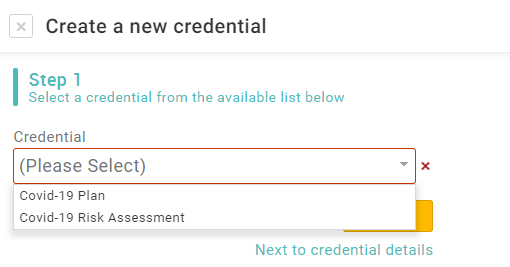 Create a new credential
Step 1
Select a credential from the available list below
Credential
(Please Select)
Covid-19 Plan
Covid-19 Risk Assessment
Next to credential details